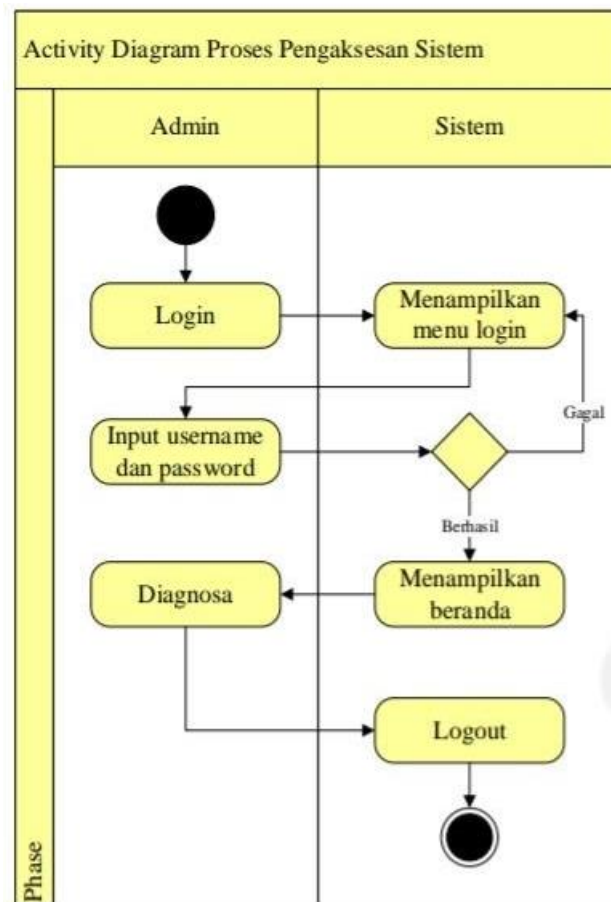 Activity Diagram Proses Pengaksesan Sistem
Admin
Sistem
Login
Menampilkan
menu login
Gagal
Input username
dan password
Berhasil
Diagnosa
Menampilkan
beranda
Logout
Phase